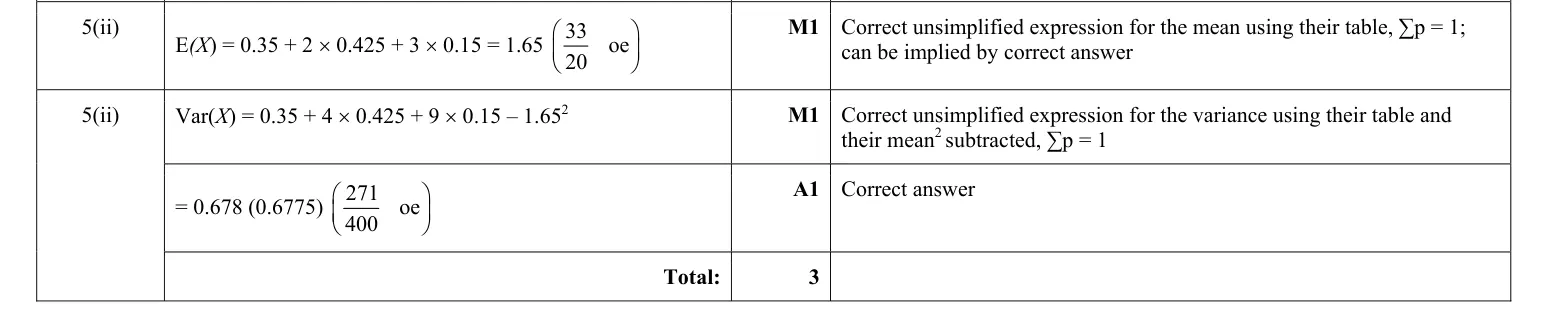 5(ii)
E(X) = 0.35 + 2 × 0.425 + 3 × 0.15 = 1.65 (33/20 oe)
M1
Correct unsimplified expression for the mean using their table, ∑p = 1;
can be implied by correct answer
5(ii)
Var(X) = 0.35 + 4 × 0.425 + 9 × 0.15 – 1.65²
M1
Correct unsimplified expression for the variance using their table and
their mean² subtracted, ∑p = 1
= 0.678 (0.6775) (271/400 oe)
A1
Correct answer
Total:
3